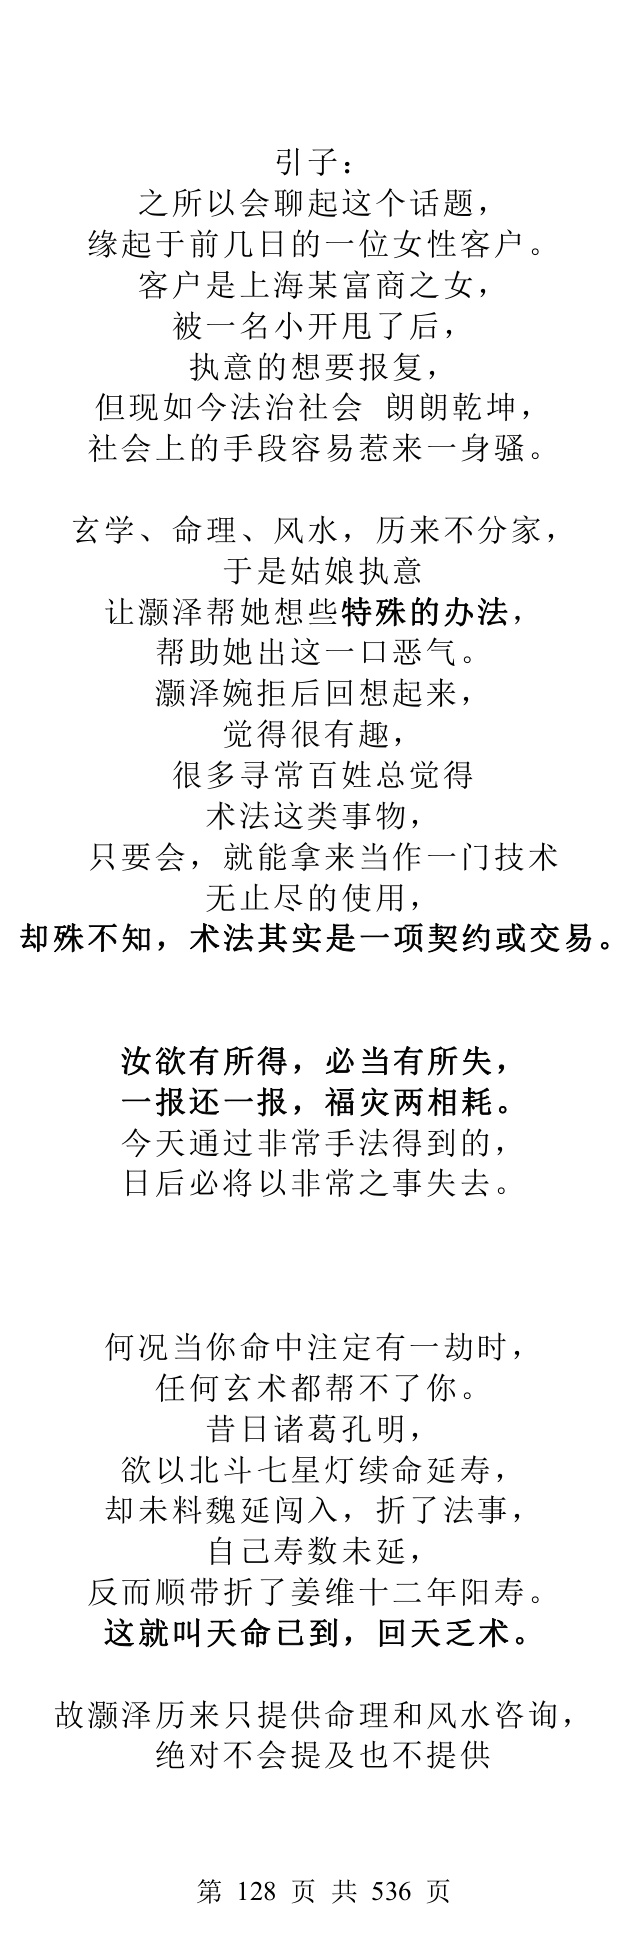 引子：
之所以会聊起这个话题，
缘起于前几日的一位女性客户。
客户是上海某富商之女，
被一名小开甩了后，
执意的想要报复，
但现如今法治社会 朗朗乾坤，
社会上的手段容易惹来一身骚。
玄学、命理、风水，历来不分家，
于是姑娘执意
让灏泽帮她想些特殊的办法，
帮助她出这一口恶气。
灏泽婉拒后回想起来，
觉得很有趣，
很多寻常百姓总觉得
术法这类事物，
只要会，就能拿来当作一门技术
无止尽的使用，
却殊不知，术法其实是一项契约或交易。
汝欲有所得，必当有所失，
一报还一报，福灾两相耗。
今天通过非常手法得到的，
日后必将以非常之事失去。
何况当你命中注定有一劫时，
任何玄术都帮不了你。
昔日诸葛孔明，
欲以北斗七星灯续命延寿，
却未料魏延闯入，折了法事，
自己寿数未延，
反而顺带折了姜维十二年阳寿。
这就叫天命已到，回天乏术。
故灏泽历来只提供命理和风水咨询，
绝对不会提及也不提供
第 128 页 共 536 页